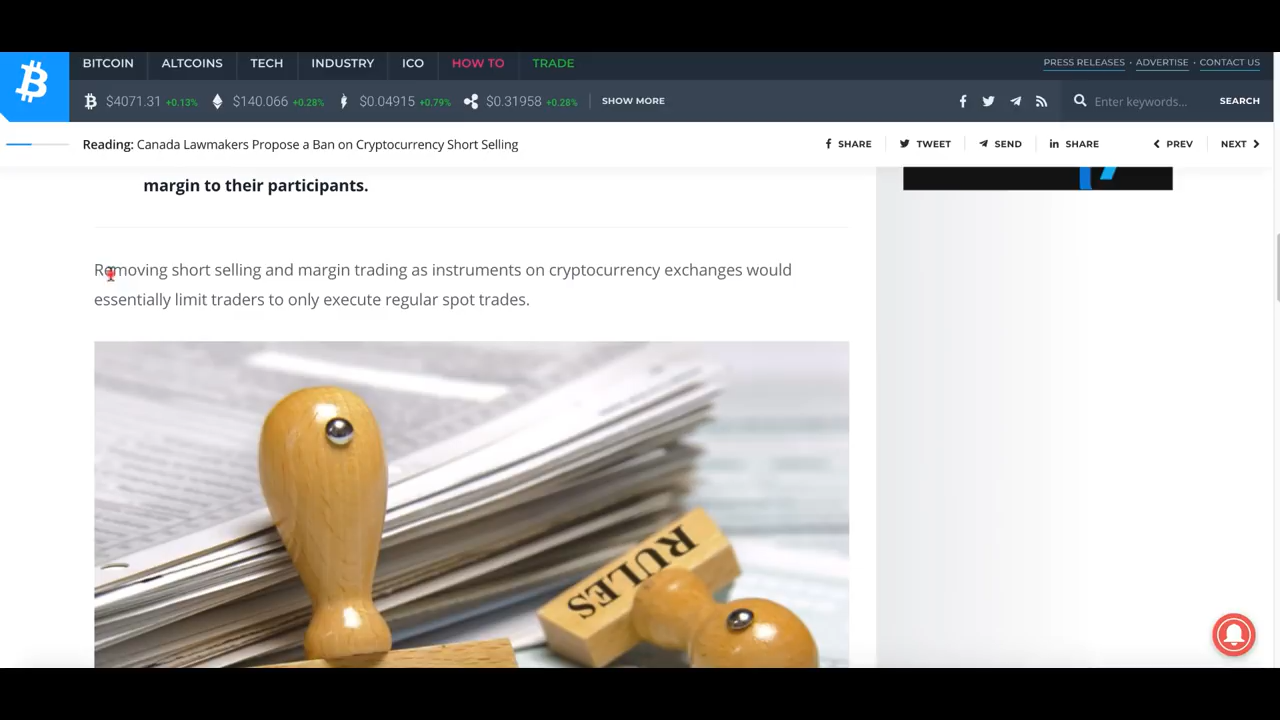 BITCOIN
ALTCOINS
TECH
INDUSTRY
ICO
HOW TO
TRADE
PRESS RELEASES · ADVERTISE · CONTACT US
$4071.31 +0.13%
$140.066 +0.28%
$0.04915 +0.79%
$0.31958 +0.28%
SHOW MORE
Enter keywords...
SEARCH
Reading: Canada Lawmakers Propose a Ban on Cryptocurrency Short Selling
SHARE
TWEET
SEND
SHARE
PREV
NEXT
margin to their participants.
Removing short selling and margin trading as instruments on cryptocurrency exchanges would
essentially limit traders to only execute regular spot trades.
RULES